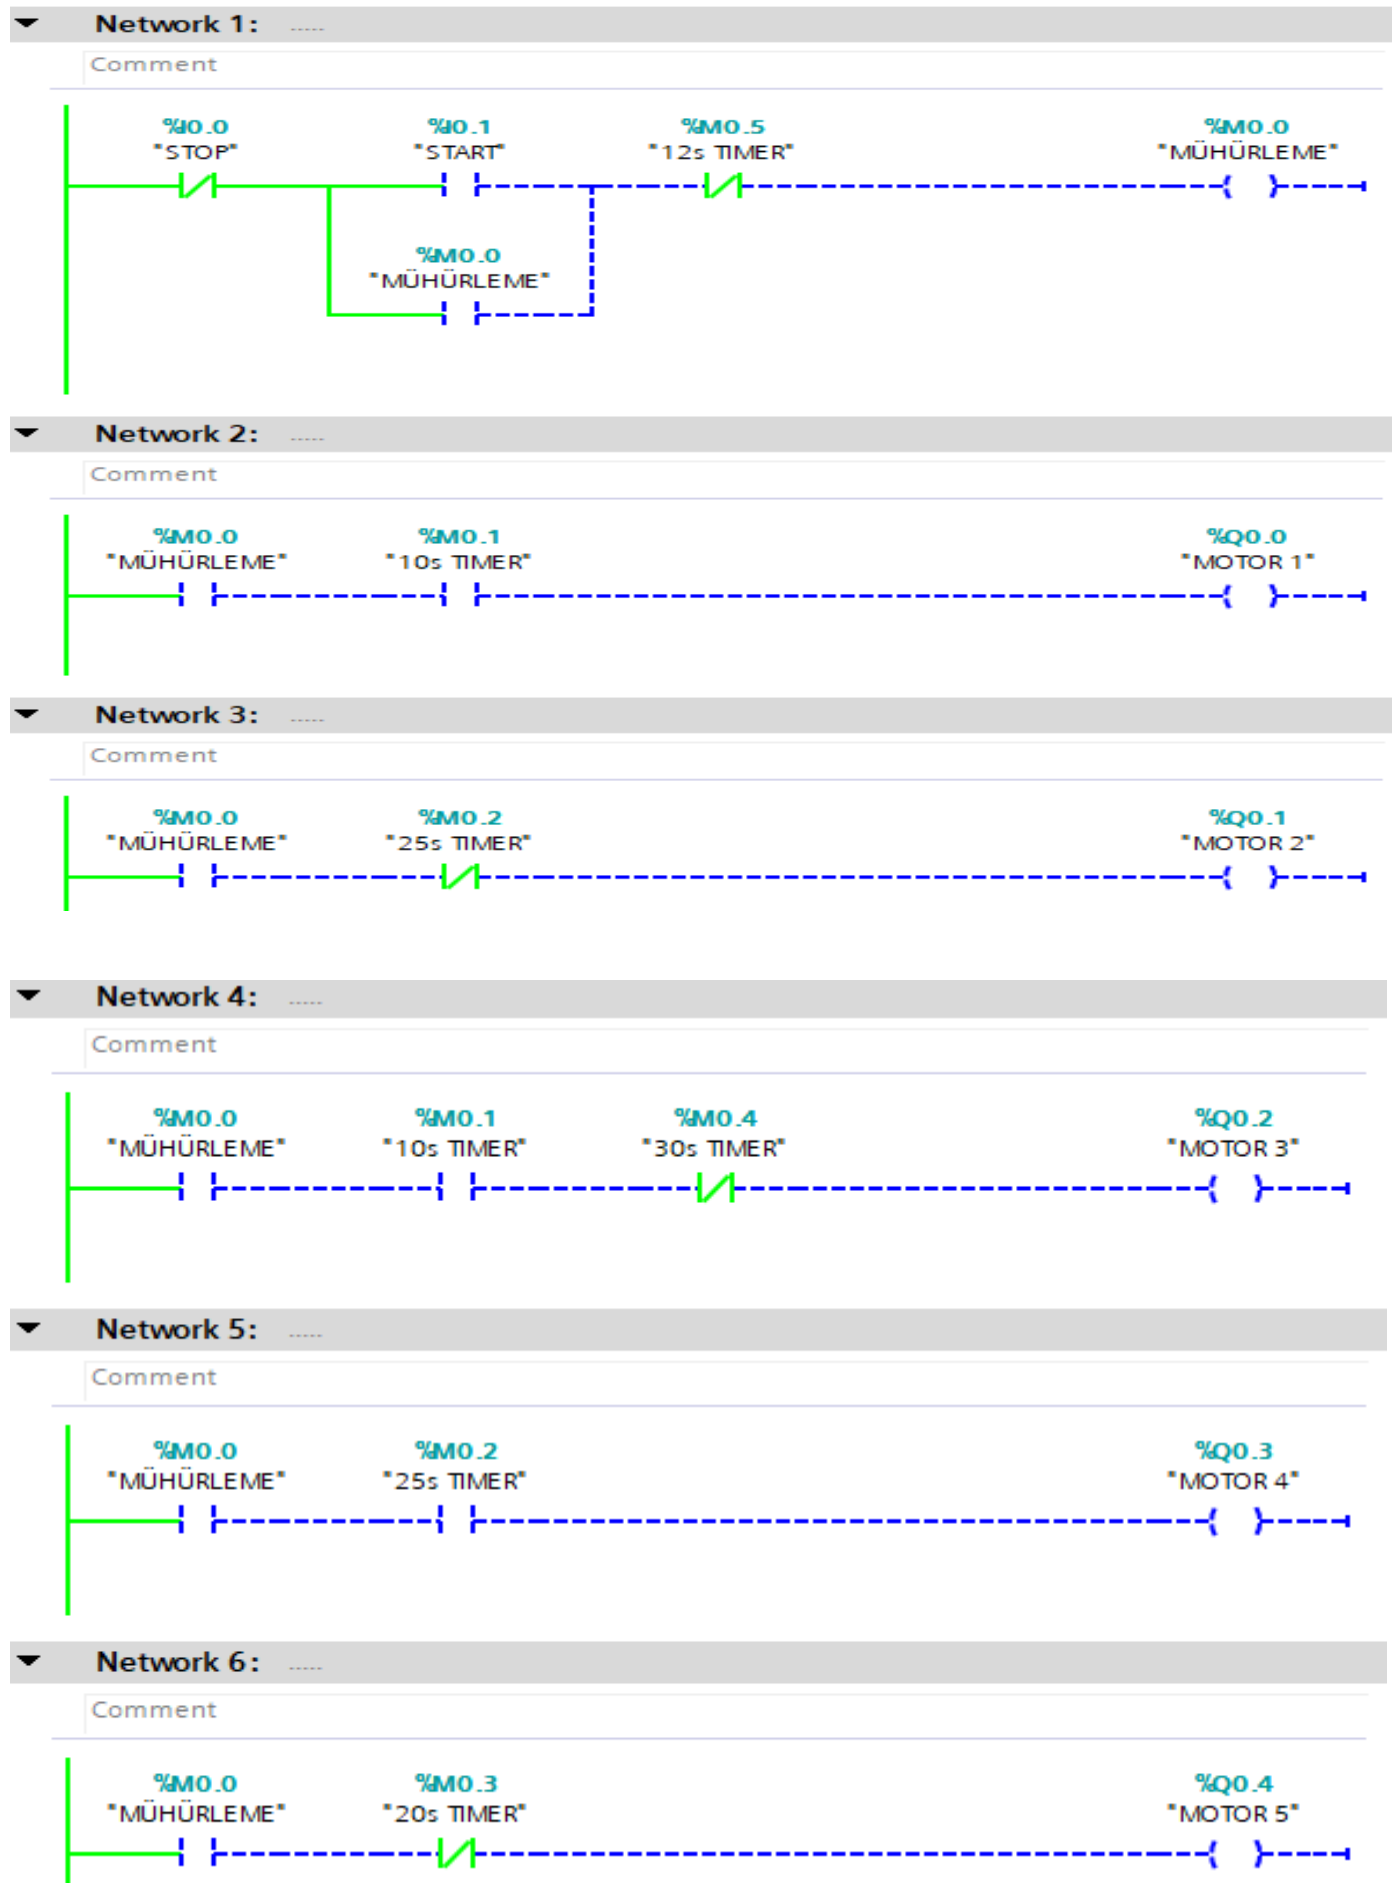 Network 1: .....
Comment
%I0.0 %I0.1 %M0.5 %M0.0
"STOP" "START" "12s TIMER" "MÜHÜRLEME"
%M0.0
"MÜHÜRLEME"
Network 2: .....
Comment
%M0.0 %M0.1 %Q0.0
"MÜHÜRLEME" "10s TIMER" "MOTOR 1"
Network 3: .....
Comment
%M0.0 %M0.2 %Q0.1
"MÜHÜRLEME" "25s TIMER" "MOTOR 2"
Network 4: .....
Comment
%M0.0 %M0.1 %M0.4 %Q0.2
"MÜHÜRLEME" "10s TIMER" "30s TIMER" "MOTOR 3"
Network 5: .....
Comment
%M0.0 %M0.2 %Q0.3
"MÜHÜRLEME" "25s TIMER" "MOTOR 4"
Network 6: .....
Comment
%M0.0 %M0.3 %Q0.4
"MÜHÜRLEME" "20s TIMER" "MOTOR 5"